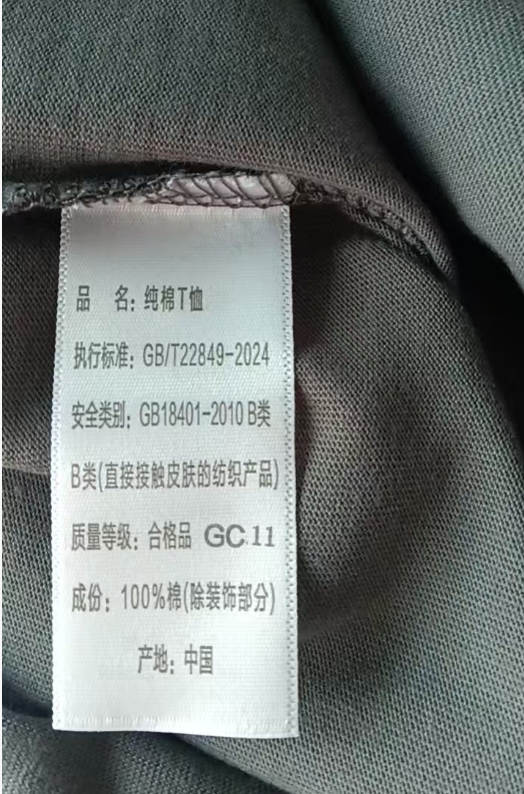 品 名：纯棉T恤
执行标准：GB/T22849-2024
安全类别：GB18401-2010 B类
B类(直接接触皮肤的纺织产品)
质量等级：合格品 GC.11
成份：100%棉(除装饰部分)
产地：中国